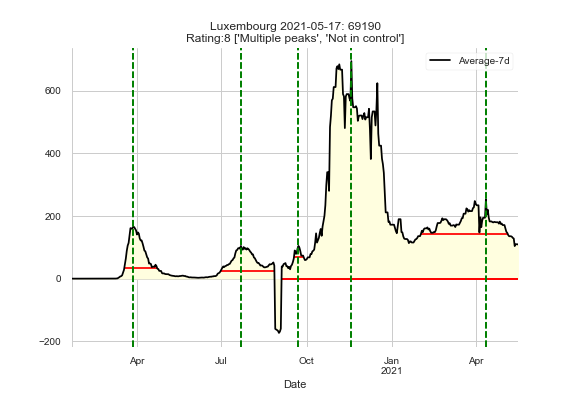 Luxembourg 2021-05-17: 69190
Rating:8 ['Multiple peaks', 'Not in control']
Average-7d
600
400
200
0
−200
Apr Jul Oct Jan Apr
2021
Date